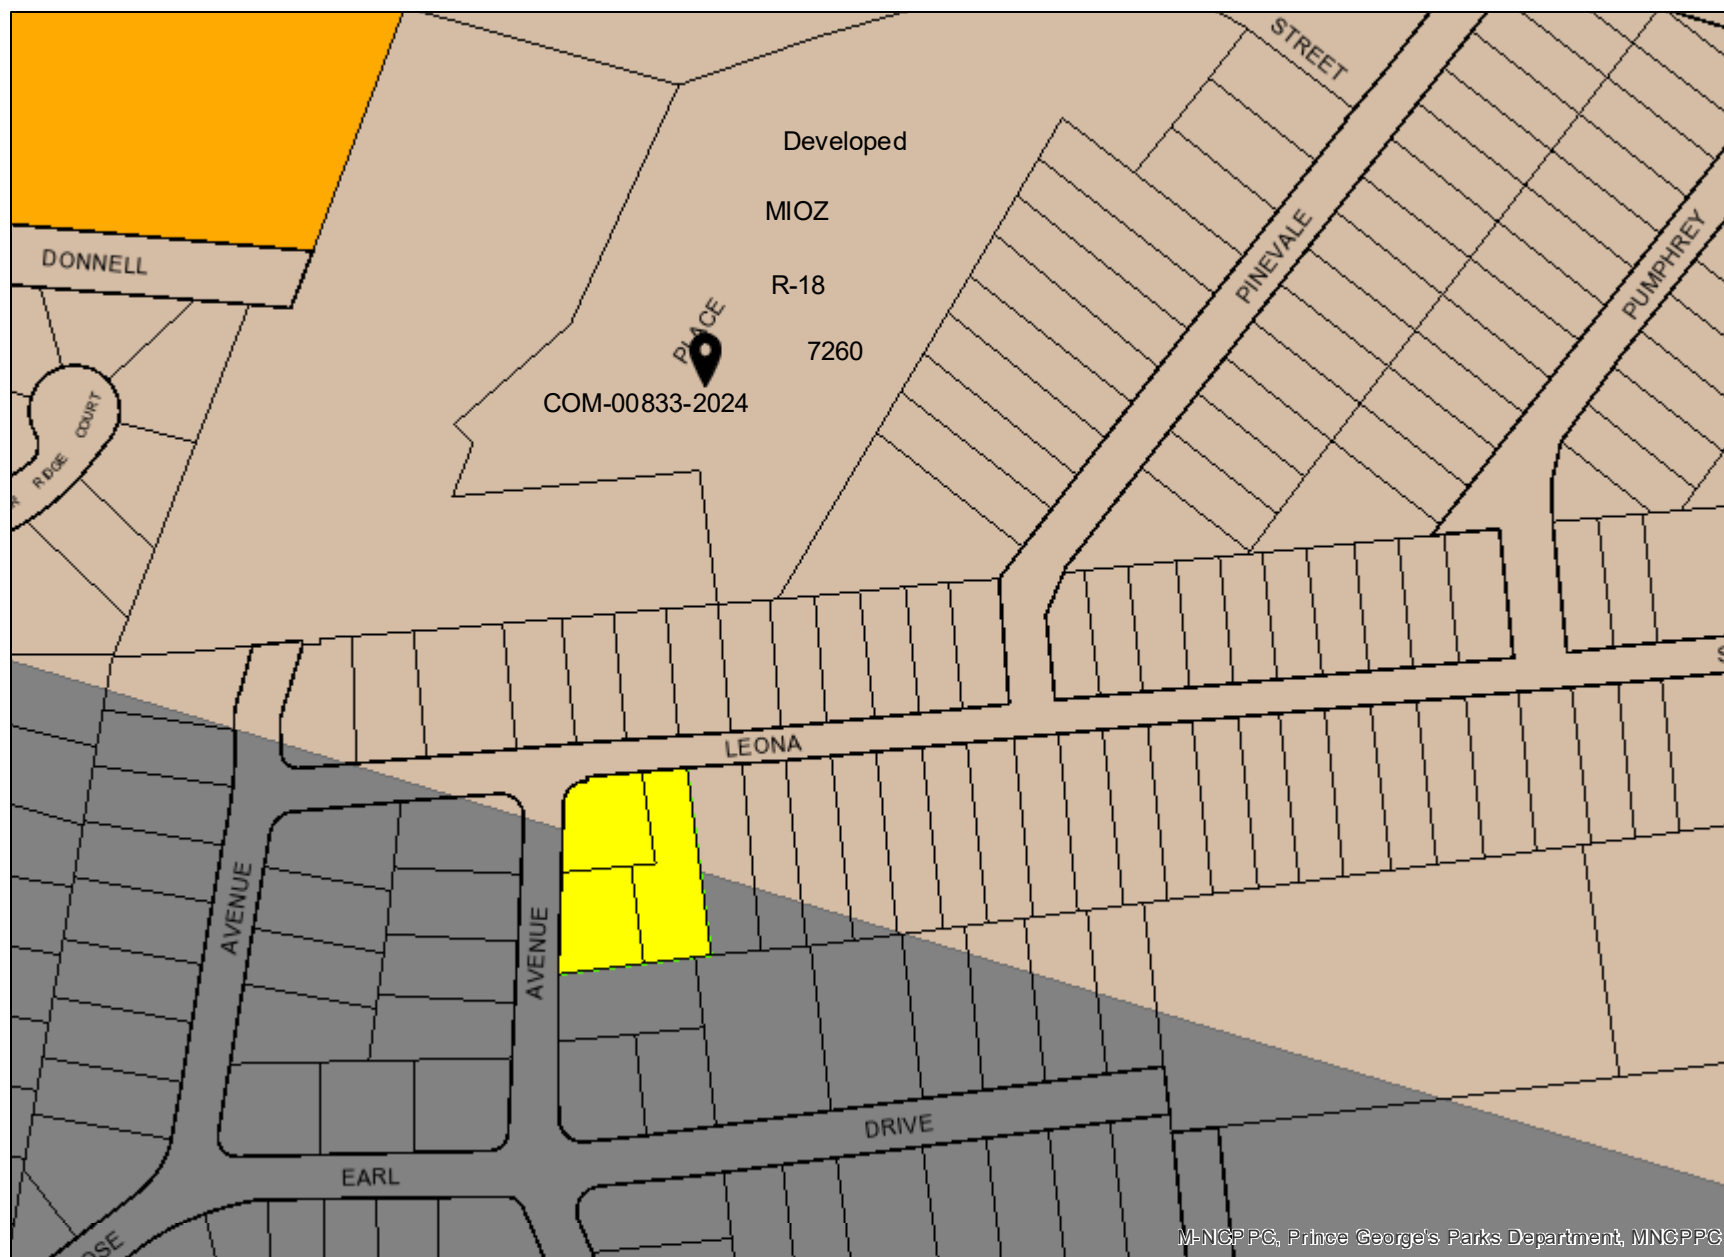 STREET
Developed
MIOZ
R-18
PINEVALE
PUMPHREY
DONNELL
PLACE
7260
COM-00833-2024
COURT
RIDGE
LEONA
AVENUE
AVENUE
DRIVE
EARL
M-NCPPC, Prince George's Parks Department, MNCPPC